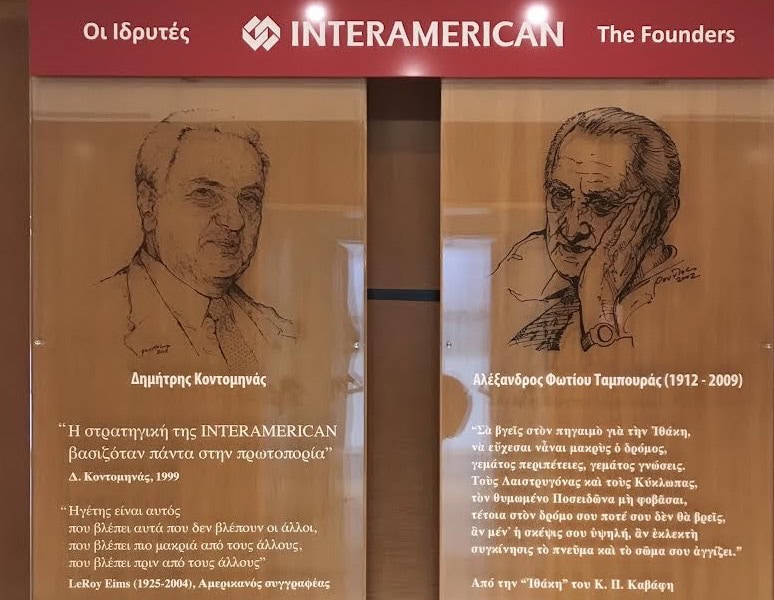 Οι Ιδρυτές
INTERAMERICAN
The Founders
Δημήτρης Κοντομηνάς
“Η στρατηγική της INTERAMERICAN
βασιζόταν πάντα στην πρωτοπορία”
Δ. Κοντομηνάς, 1999
“Ηγέτης είναι αυτός
που βλέπει αυτά που δεν βλέπουν οι άλλοι,
που βλέπει πιο μακριά από τους άλλους,
που βλέπει πριν από τους άλλους”
LeRoy Eims (1925-2004), Αμερικανός συγγραφέας
2002
Αλέξανδρος Φωτίου Ταμπουράς (1912 - 2009)
“Σὰ βγεῖς στὸν πηγαιμὸ γιὰ τὴν Ἰθάκη,
νὰ εὔχεσαι νἆναι μακρὺς ὁ δρόμος,
γεμάτος περιπέτειες, γεμάτος γνώσεις.
Τοὺς Λαιστρυγόνας καὶ τοὺς Κύκλωπας,
τὸν θυμωμένο Ποσειδῶνα μὴ φοβᾶσαι,
τέτοια στὸν δρόμο σου ποτέ σου δὲν θὰ βρεῖς,
ἂν μέν’ ἡ σκέψις σου ὑψηλή, ἂν ἐκλεκτὴ
συγκίνησις τὸ πνεῦμα καὶ τὸ σῶμα σου ἀγγίζει.”
Από την “Ἰθάκη” του Κ. Π. Καβάφη